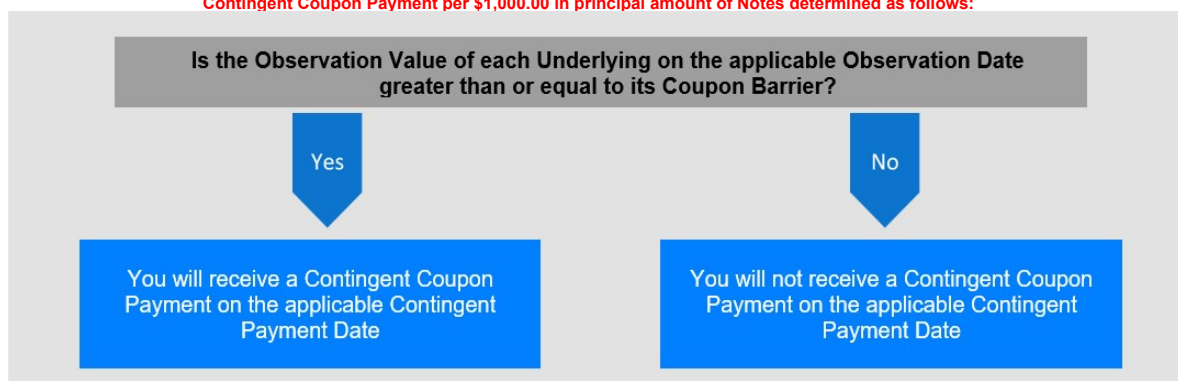 Contingent Coupon Payment per $1,000.00 in principal amount of Notes determined as follows:
Is the Observation Value of each Underlying on the applicable Observation Date
greater than or equal to its Coupon Barrier?
Yes
No
You will receive a Contingent Coupon
Payment on the applicable Contingent
Payment Date
You will not receive a Contingent Coupon
Payment on the applicable Contingent
Payment Date